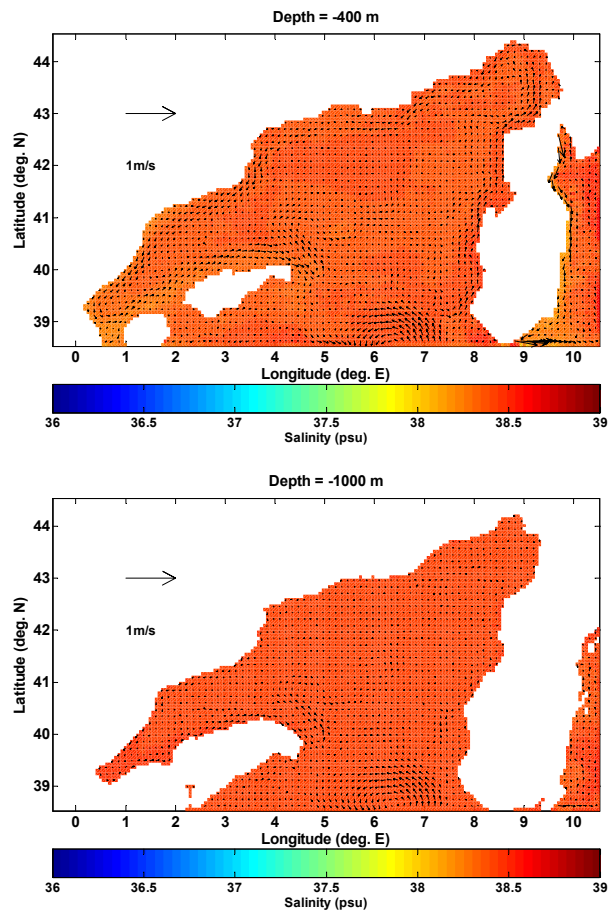 Depth = -400 m
44
43
42
41
40
39
Latitude (deg. N)
1m/s
0 1 2 3 4 5 6 7 8 9 10
Longitude (deg. E)
36 36.5 37 37.5 38 38.5 39
Salinity (psu)
Depth = -1000 m
44
43
42
41
40
39
Latitude (deg. N)
1m/s
0 1 2 3 4 5 6 7 8 9 10
Longitude (deg. E)
36 36.5 37 37.5 38 38.5 39
Salinity (psu)